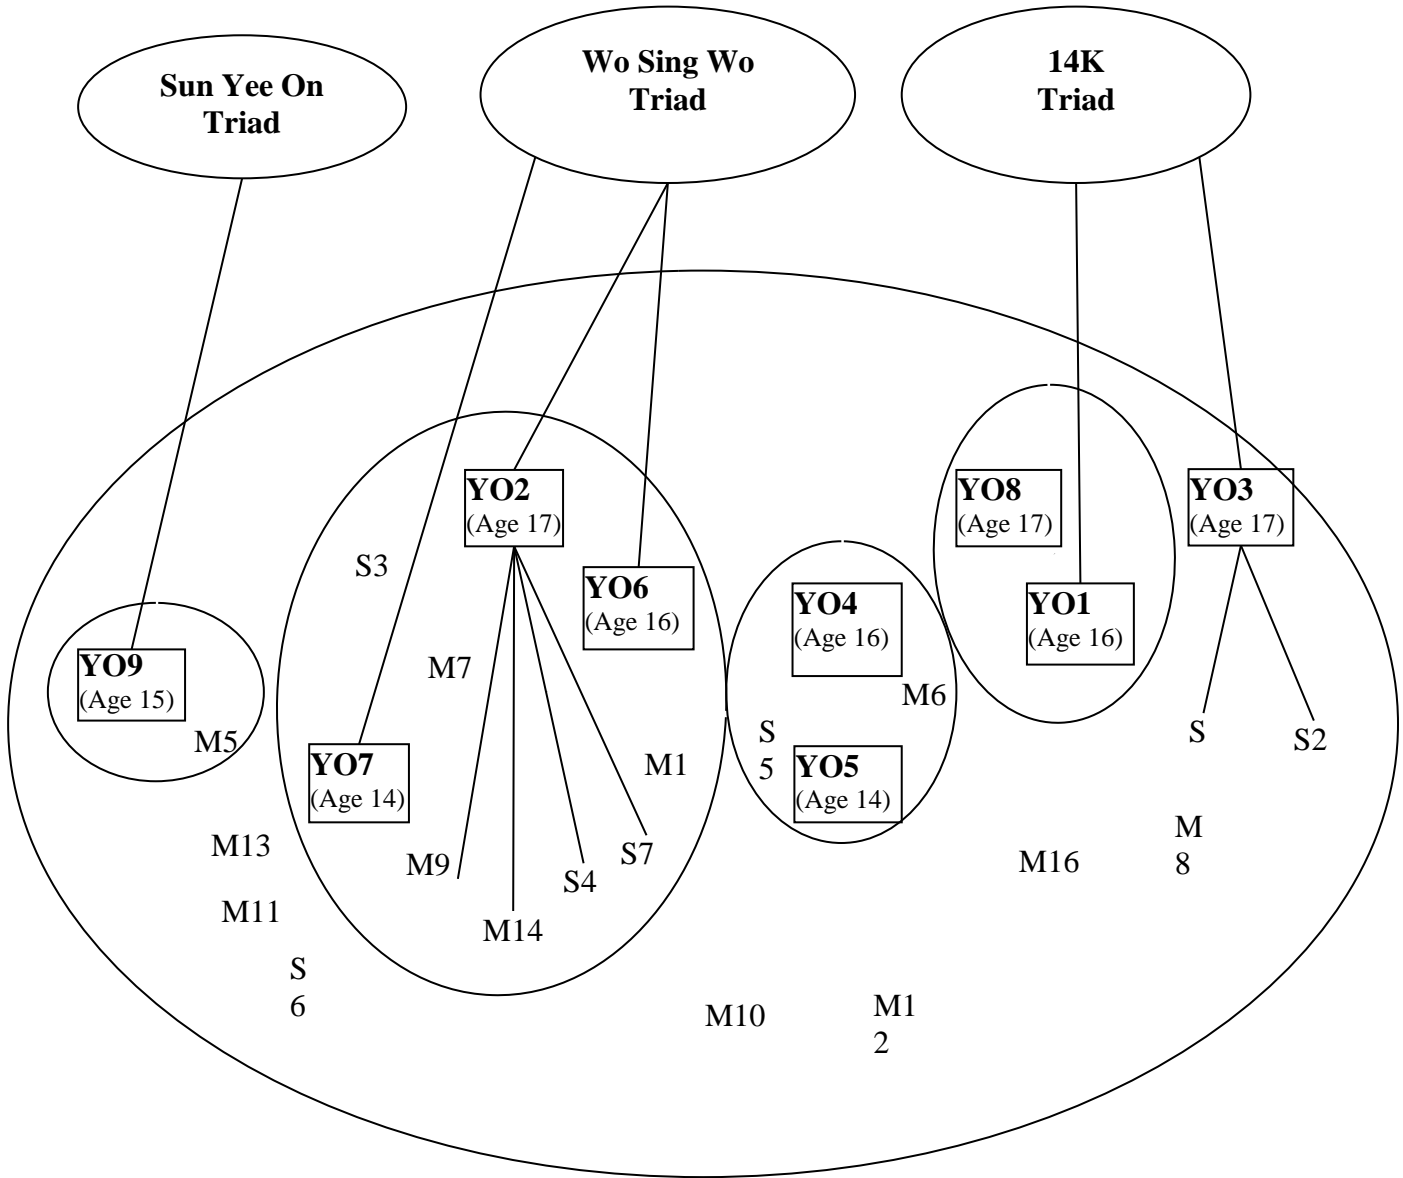 Sun Yee On
Triad
Wo Sing Wo
Triad
14K
Triad
YO2
(Age 17)
YO8
(Age 17)
YO3
(Age 17)
S3
YO6
(Age 16)
YO4
(Age 16)
YO1
(Age 16)
YO9
(Age 15)
M7
M6
M5
S
5
S
S2
YO7
(Age 14)
M1
YO5
(Age 14)
M13
M9
S7
S4
M16
M
8
M11
M14
S
6
M10
M1
2